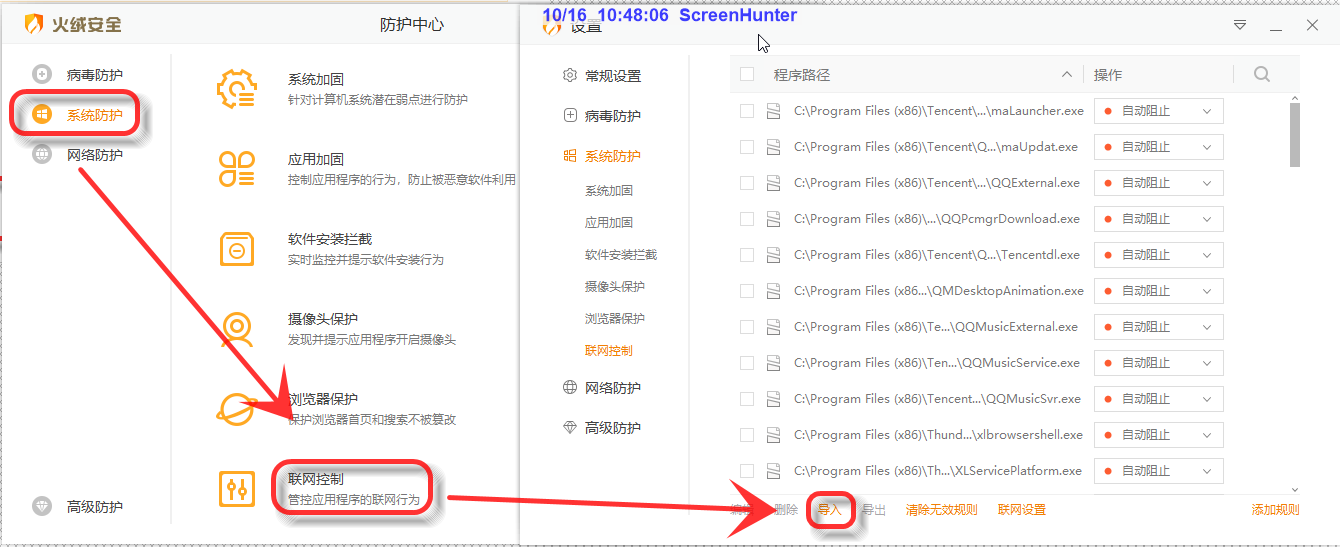 10/16 10:48:06 ScreenHunter
火绒安全
防护中心
病毒防护
系统防护
网络防护
高级防护
系统加固
针对计算机系统潜在弱点进行防护
应用加固
控制应用程序的行为，防止被恶意软件利用
软件安装拦截
实时监控并提示软件安装行为
摄像头保护
发现并提示应用程序开启摄像头
浏览器保护
保护浏览器首页和搜索不被篡改
联网控制
管控应用程序的联网行为
设置
常规设置
病毒防护
系统防护
系统加固
应用加固
软件安装拦截
摄像头保护
浏览器保护
联网控制
网络防护
高级防护
程序路径 操作
C:\Program Files (x86)\Tencent\...\maLauncher.exe 自动阻止
C:\Program Files (x86)\Tencent\Q...\maUpdat.exe 自动阻止
C:\Program Files (x86)\Tencent\...\QQExternal.exe 自动阻止
C:\Program Files (x86)\...\QQPcmgrDownload.exe 自动阻止
C:\Program Files (x86)\Tencent\Q...\Tencentdl.exe 自动阻止
C:\Program Files (x86...\QMDesktopAnimation.exe 自动阻止
C:\Program Files (x86)\Te...\QQMusicExternal.exe 自动阻止
C:\Program Files (x86)\Ten...\QQMusicService.exe 自动阻止
C:\Program Files (x86)\Tencent...\QQMusicSvr.exe 自动阻止
C:\Program Files (x86)\Thund...\xlbrowsershell.exe 自动阻止
C:\Program Files (x86)\Th...\XLServicePlatform.exe 自动阻止
编辑 删除 导入 导出 清除无效规则 联网设置 添加规则